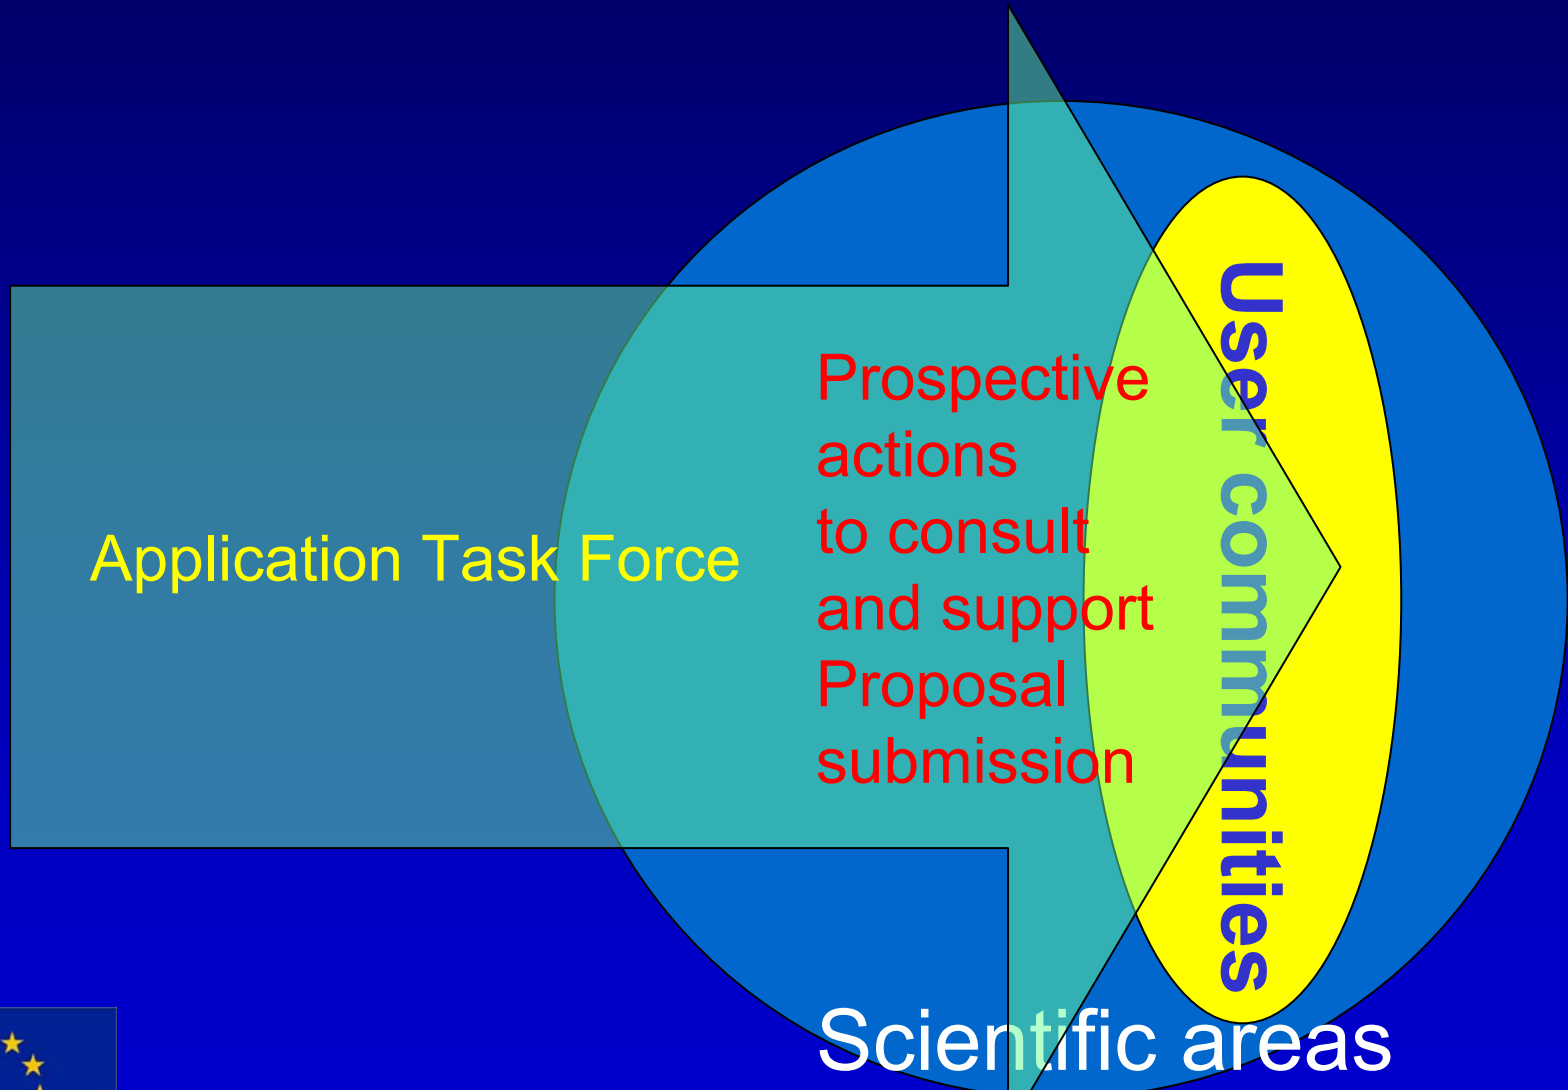 Application Task Force
Prospective
actions
to consult
and support
Proposal
submission
User communities
Scientific areas